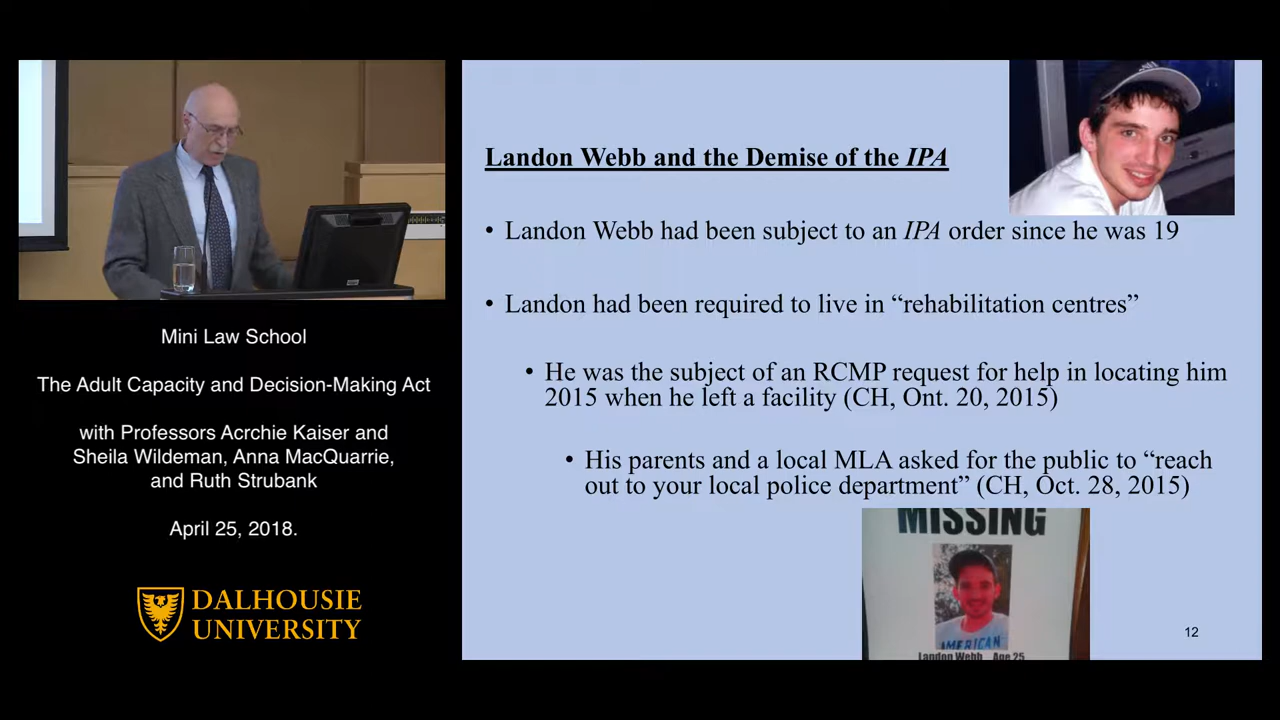 Mini Law School
The Adult Capacity and Decision-Making Act
with Professors Acrchie Kaiser and
Sheila Wildeman, Anna MacQuarrie,
and Ruth Strubank
April 25, 2018.
DALHOUSIE
UNIVERSITY
Landon Webb and the Demise of the IPA
• Landon Webb had been subject to an IPA order since he was 19
• Landon had been required to live in “rehabilitation centres”
• He was the subject of an RCMP request for help in locating him
2015 when he left a facility (CH, Ont. 20, 2015)
• His parents and a local MLA asked for the public to “reach
out to your local police department” (CH, Oct. 28, 2015)
MISSING
AMERICAN
Landon Webb Age 25
12